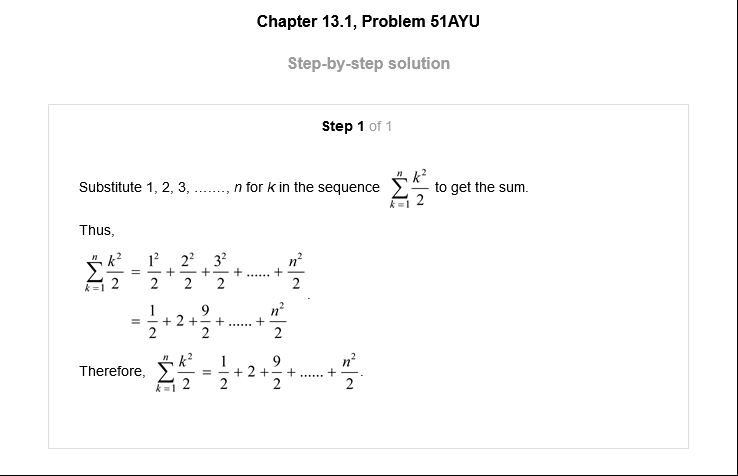 Chapter 13.1, Problem 51AYU
Step-by-step solution
Step 1 of 1
Substitute 1, 2, 3, ......., n for k in the sequence \sum_{k=1}^{n} \frac{k^2}{2} to get the sum.
Thus,
\sum_{k=1}^{n} \frac{k^2}{2} = \frac{1^2}{2} + \frac{2^2}{2} + \frac{3^2}{2} + ...... + \frac{n^2}{2}
= \frac{1}{2} + 2 + \frac{9}{2} + ...... + \frac{n^2}{2} .
Therefore, \sum_{k=1}^{n} \frac{k^2}{2} = \frac{1}{2} + 2 + \frac{9}{2} + ...... + \frac{n^2}{2}.